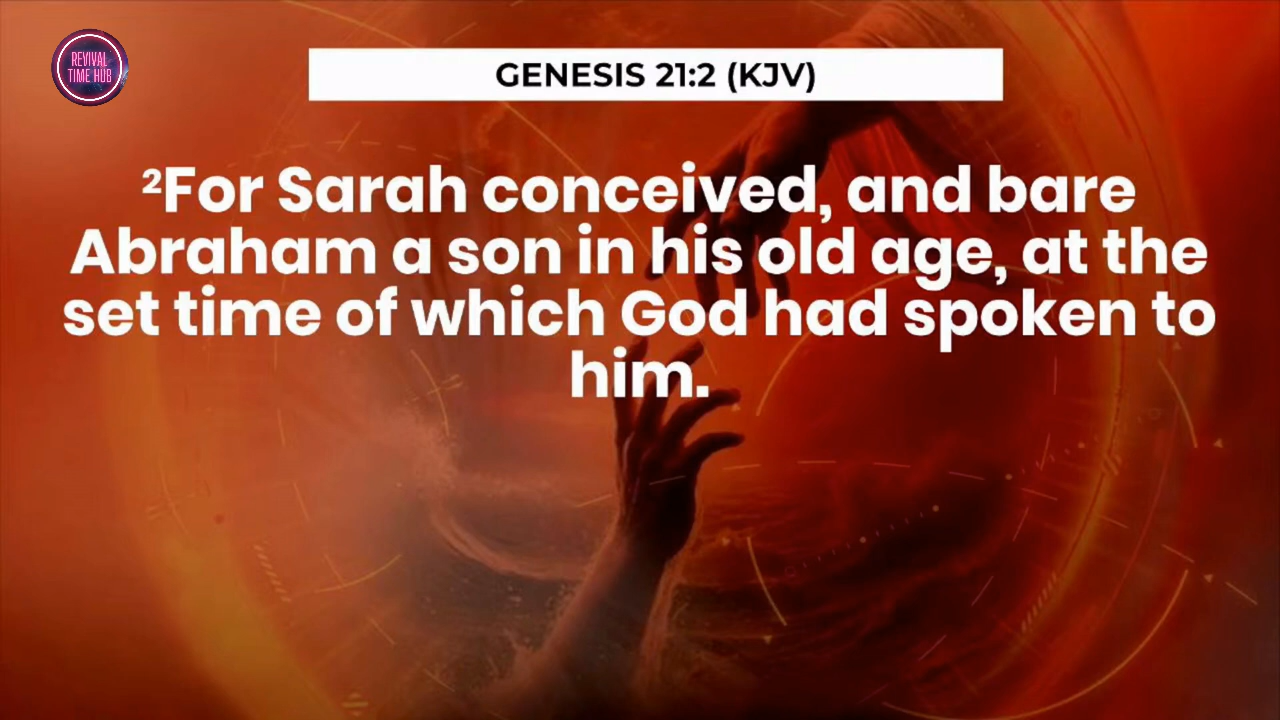 REVIVAL
TIME HUB
GENESIS 21:2 (KJV)
²For Sarah conceived, and bare
Abraham a son in his old age, at the
set time of which God had spoken to
him.